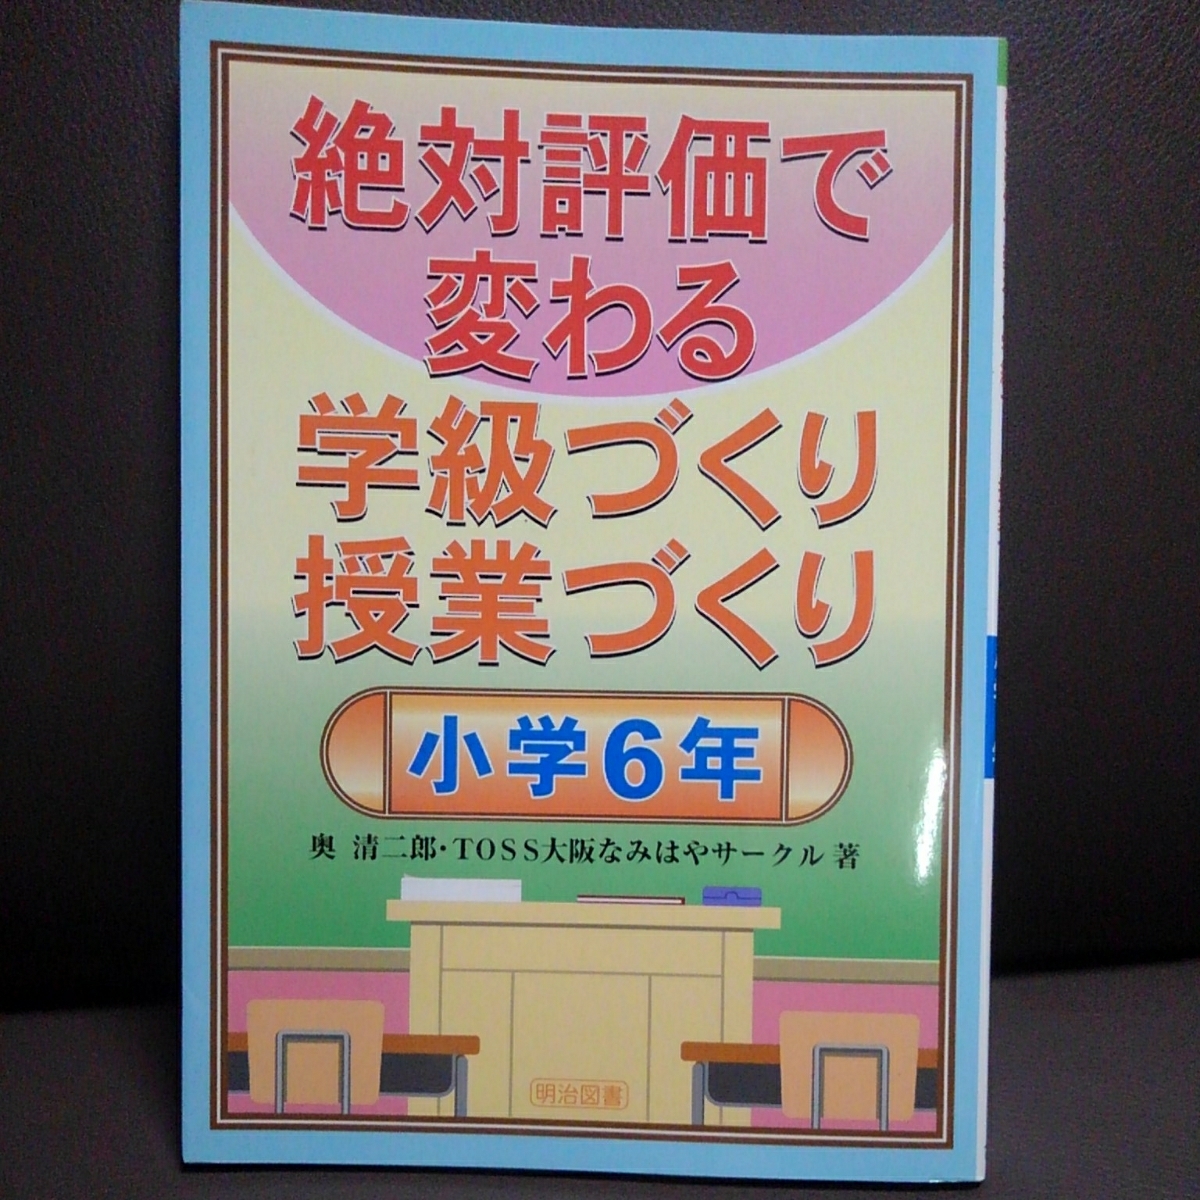 絶対評価で
変わる
学級づくり
授業づくり
小学6年
奥 清二郎・TOSS大阪なみはやサークル 著
明治図書